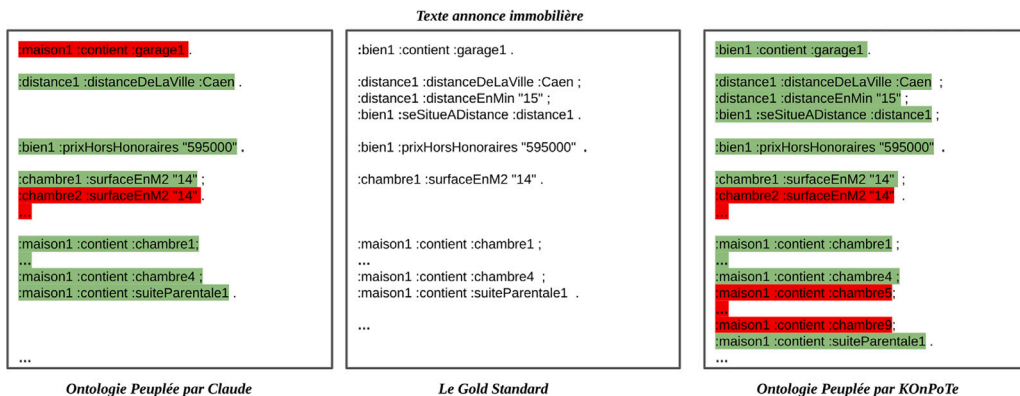 Texte annonce immobilière
:maison1 :contient :garage1 .
:distance1 :distanceDeLaVille :Caen .
:bien1 :prixHorsHonoraires "595000" .
:chambre1 :surfaceEnM2 "14" ;
:chambre2 :surfaceEnM2 "14" .
...
:maison1 :contient :chambre1;
...
:maison1 :contient :chambre4 ;
:maison1 :contient :suiteParentale1 .
...
Ontologie Peuplée par Claude
:bien1 :contient :garage1 .
:distance1 :distanceDeLaVille :Caen ;
:distance1 :distanceEnMin "15" ;
:bien1 :seSitueADistance :distance1 .
:bien1 :prixHorsHonoraires "595000" .
:chambre1 :surfaceEnM2 "14" .
:maison1 :contient :chambre1 ;
...
:maison1 :contient :chambre4 ;
:maison1 :contient :suiteParentale1 .
...
Le Gold Standard
:bien1 :contient :garage1 .
:distance1 :distanceDeLaVille :Caen ;
:distance1 :distanceEnMin "15" ;
:bien1 :seSitueADistance :distance1 ;
:bien1 :prixHorsHonoraires "595000" .
:chambre1 :surfaceEnM2 "14" ;
:chambre2 :surfaceEnM2 "14" .
...
:maison1 :contient :chambre1 ;
...
:maison1 :contient :chambre4 ;
:maison1 :contient :chambre5;
...
:maison1 :contient :chambre9;
:maison1 :contient :suiteParentale1 .
...
Ontologie Peuplée par KOnPoTe